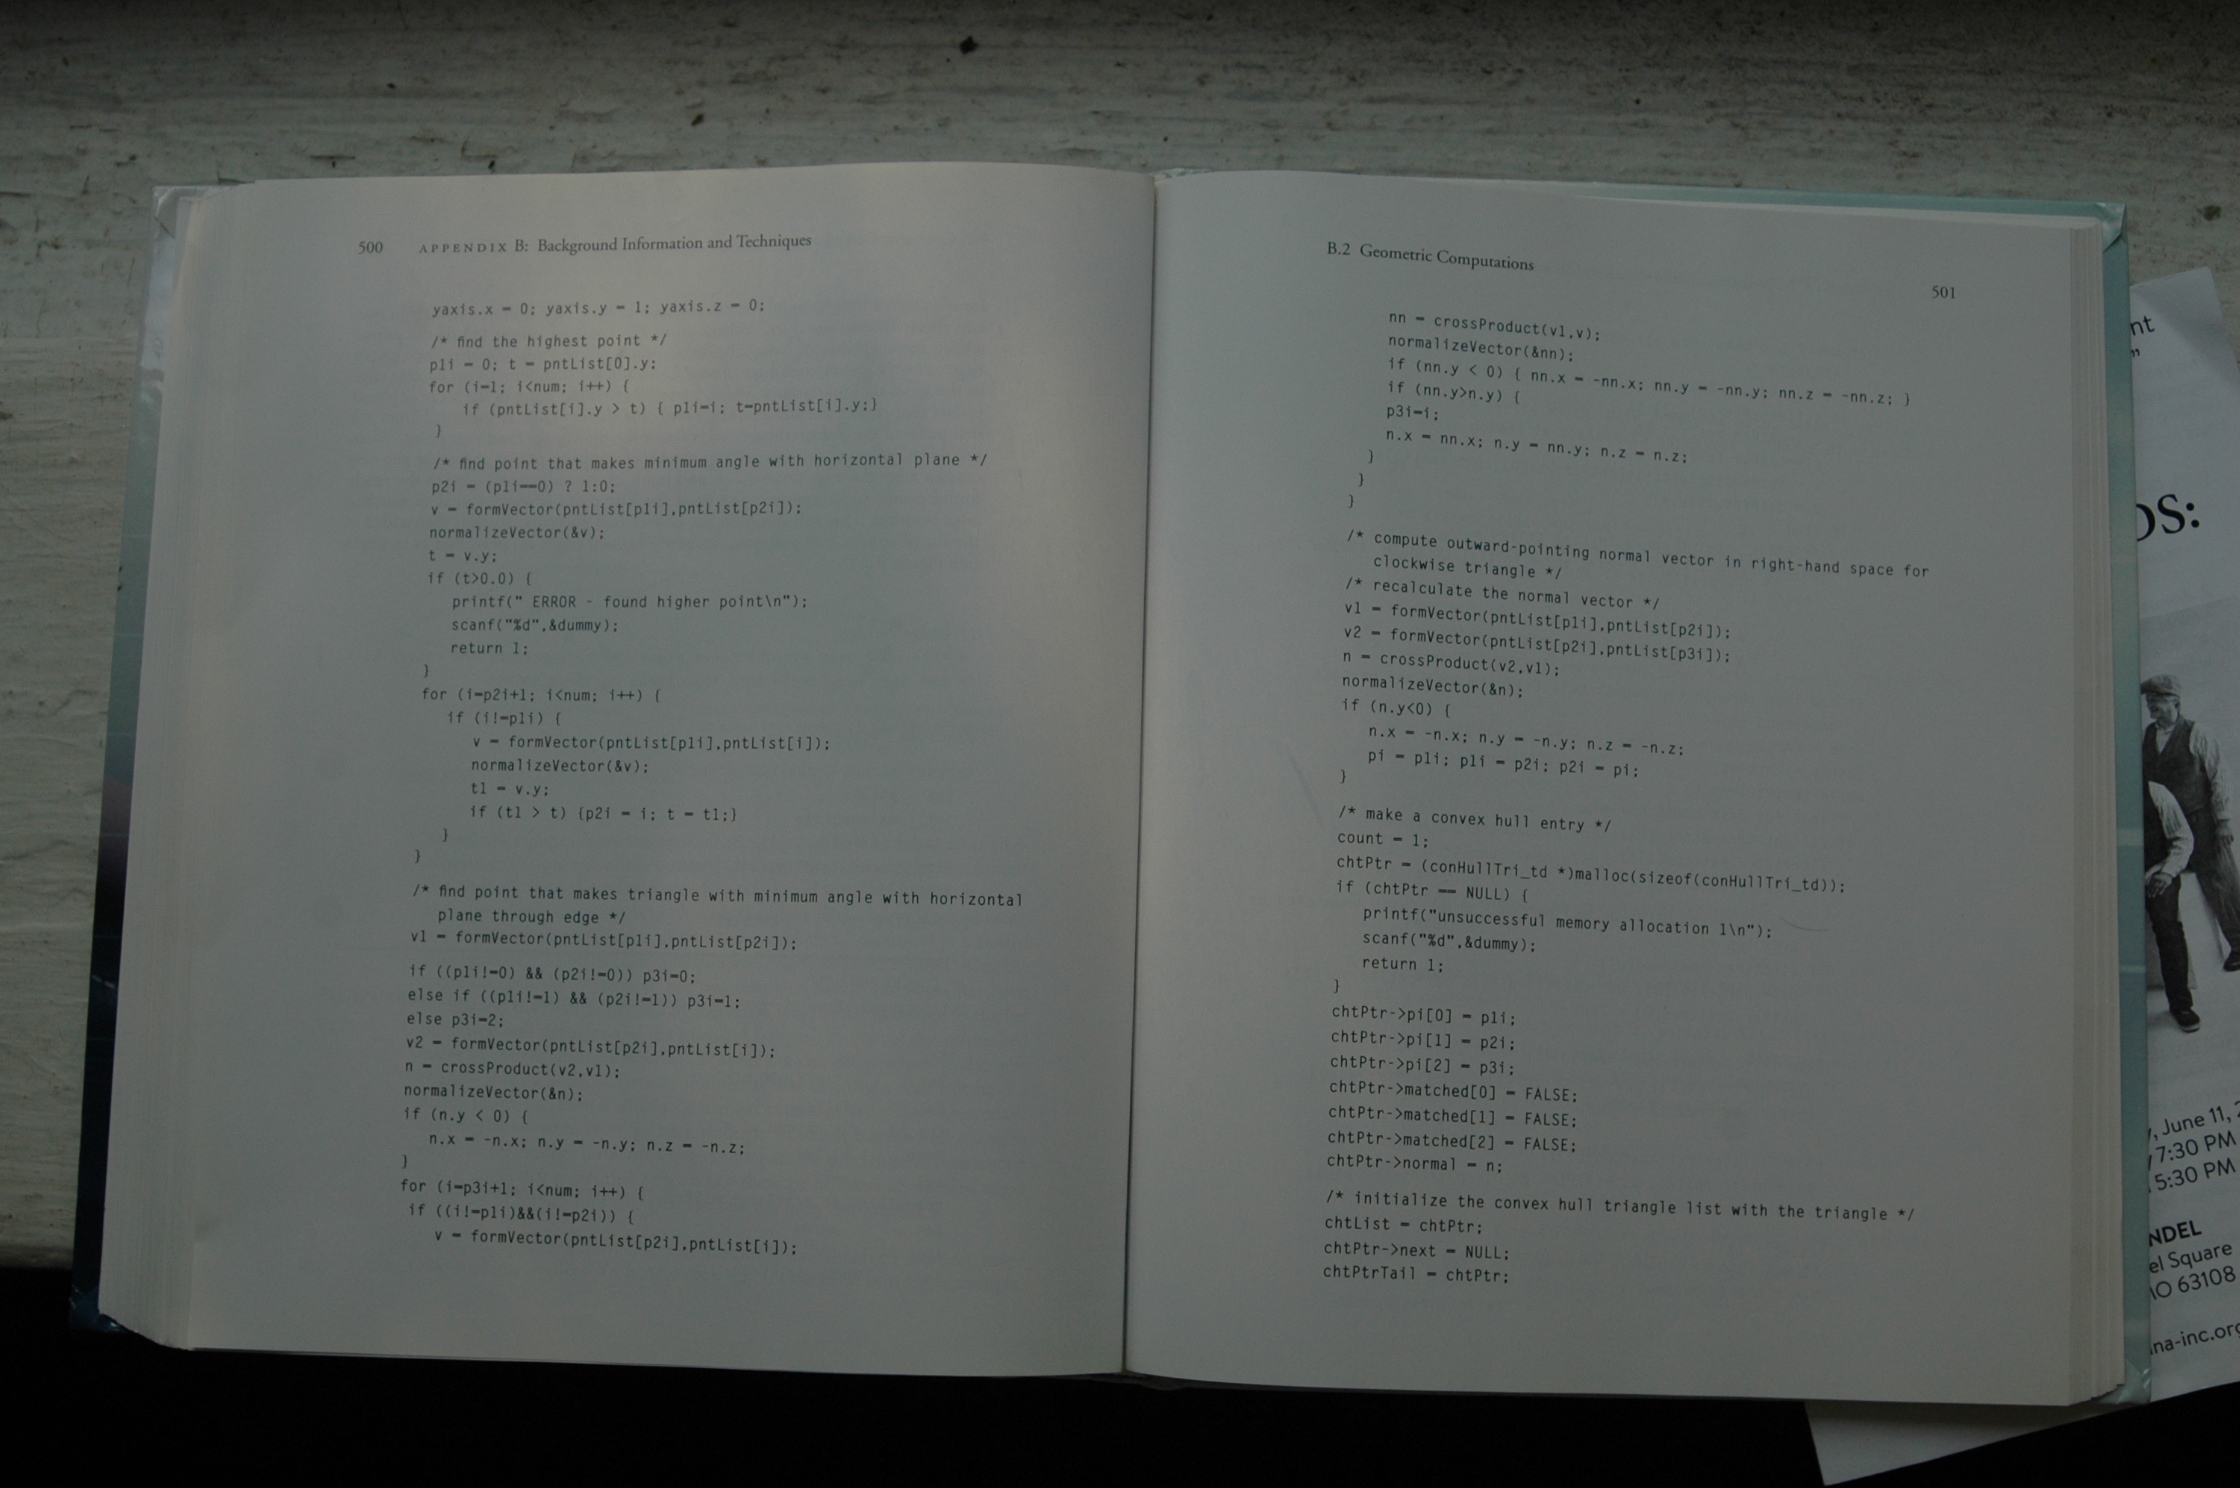 500 APPENDIX B: Background Information and Techniques
yaxis.x = 0; yaxis.y = 1; yaxis.z = 0;
/* find the highest point */
p1i = 0; t = pntList[0].y;
for (i=1; i<num; i++) {
if (pntList[i].y > t) { p1i=i; t=pntList[i].y;}
}
/* find point that makes minimum angle with horizontal plane */
p2i = (p1i==0) ? 1:0;
v = formVector(pntList[p1i],pntList[p2i]);
normalizeVector(&v);
t = v.y;
if (t>0.0) {
printf(" ERROR - found higher point\n");
scanf("%d",&dummy);
return 1;
}
for (i=p2i+1; i<num; i++) {
if (i!=p1i) {
v = formVector(pntList[p1i],pntList[i]);
normalizeVector(&v);
t1 = v.y;
if (t1 > t) {p2i = i; t = t1;}
}
}
/* find point that makes triangle with minimum angle with horizontal
plane through edge */
v1 = formVector(pntList[p1i],pntList[p2i]);
if ((p1i!=0) && (p2i!=0)) p3i=0;
else if ((p1i!=1) && (p2i!=1)) p3i=1;
else p3i=2;
v2 = formVector(pntList[p2i],pntList[i]);
n = crossProduct(v2,v1);
normalizeVector(&n);
if (n.y < 0) {
n.x = -n.x; n.y = -n.y; n.z = -n.z;
}
for (i=p3i+1; i<num; i++) {
if ((i!=p1i)&&(i!=p2i)) {
v = formVector(pntList[p2i],pntList[i]);
B.2 Geometric Computations 501
nn = crossProduct(v1,v);
normalizeVector(&nn);
if (nn.y < 0) { nn.x = -nn.x; nn.y = -nn.y; nn.z = -nn.z; }
if (nn.y>n.y) {
p3i=i;
n.x = nn.x; n.y = nn.y; n.z = n.z;
}
}
}
/* compute outward-pointing normal vector in right-hand space for
clockwise triangle */
/* recalculate the normal vector */
v1 = formVector(pntList[p1i],pntList[p2i]);
v2 = formVector(pntList[p2i],pntList[p3i]);
n = crossProduct(v2,v1);
normalizeVector(&n);
if (n.y<0) {
n.x = -n.x; n.y = -n.y; n.z = -n.z;
pi = p1i; p1i = p2i; p2i = pi;
}
/* make a convex hull entry */
count = 1;
chtPtr = (conHullTri_td *)malloc(sizeof(conHullTri_td));
if (chtPtr == NULL) {
printf("unsuccessful memory allocation 1\n");
scanf("%d",&dummy);
return 1;
}
chtPtr->pi[0] = p1i;
chtPtr->pi[1] = p2i;
chtPtr->pi[2] = p3i;
chtPtr->matched[0] = FALSE;
chtPtr->matched[1] = FALSE;
chtPtr->matched[2] = FALSE;
chtPtr->normal = n;
/* initialize the convex hull triangle list with the triangle */
chtList = chtPtr;
chtPtr->next = NULL;
chtPtrTail = chtPtr;
nt
"
OS:
, June 11,
7:30 PM
5:30 PM
NDEL
el Square
O 63108
na-inc.org